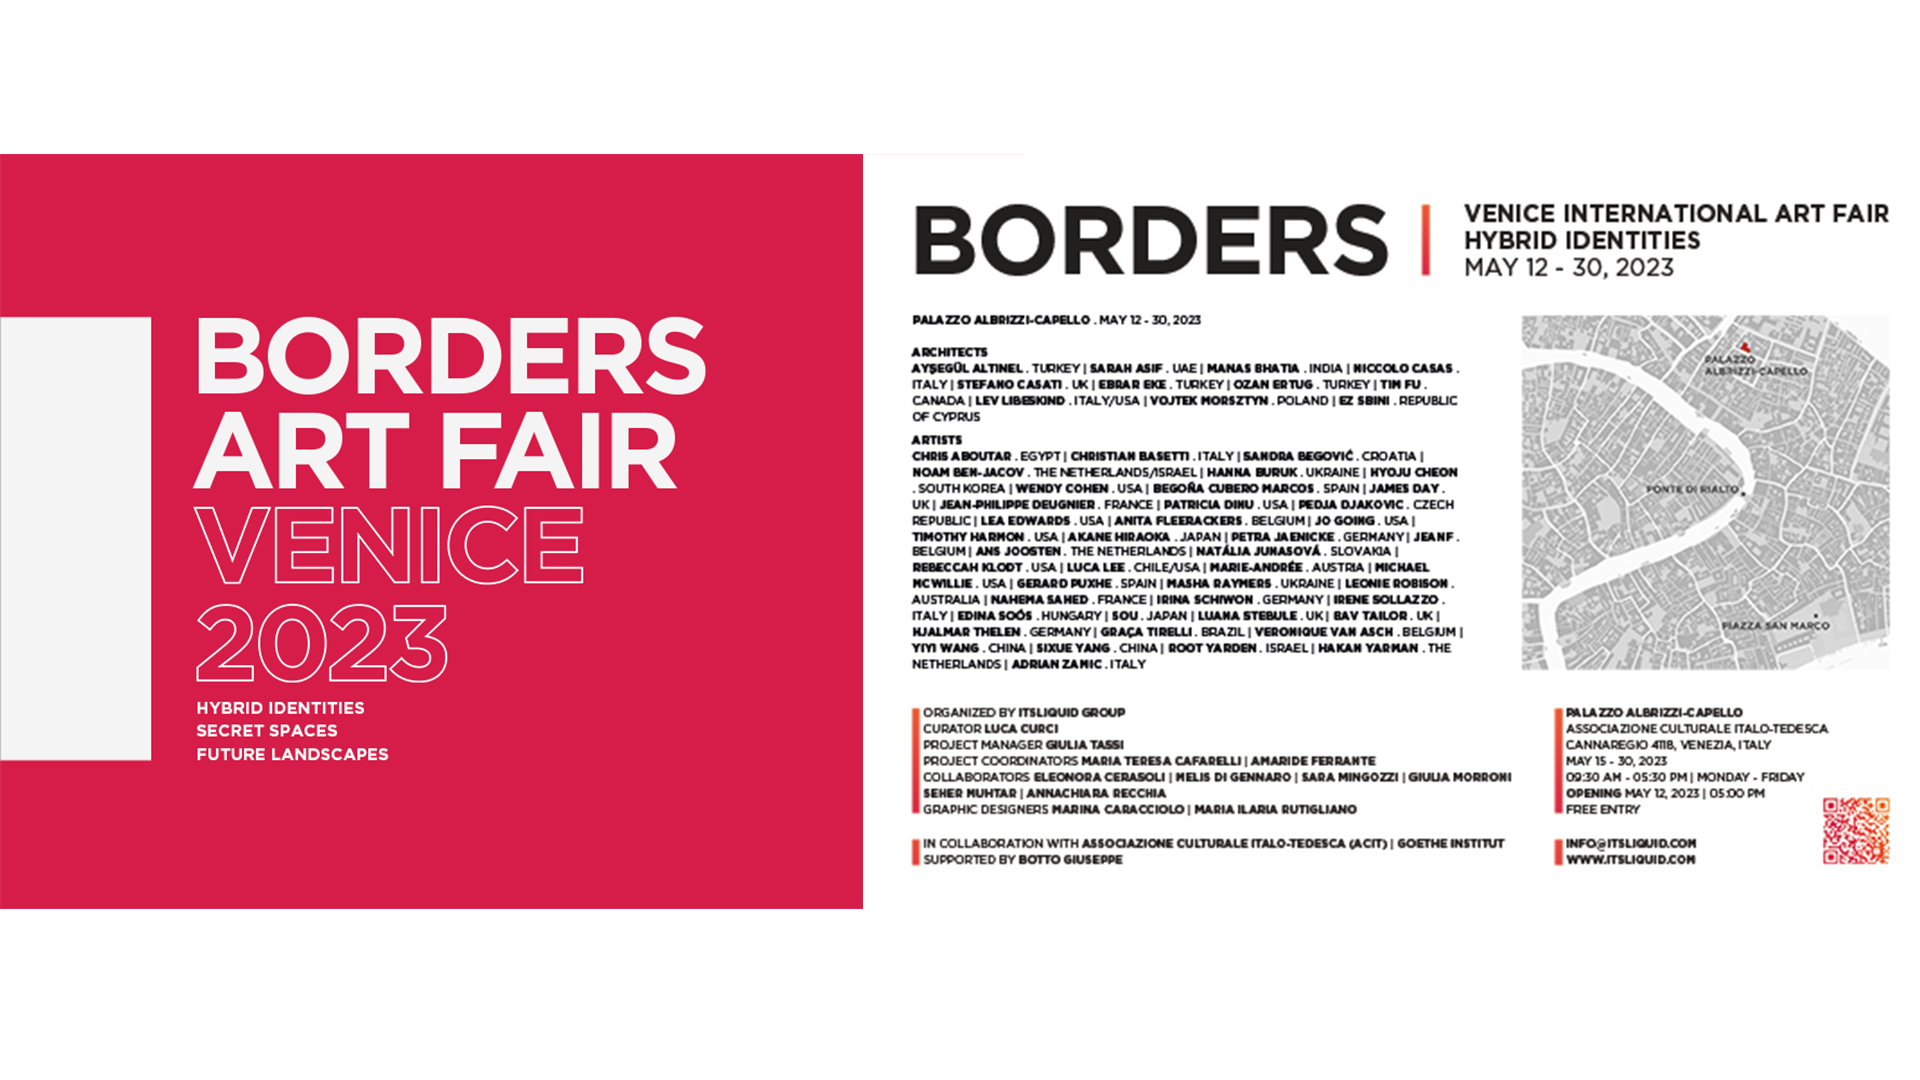 BORDERS
ART FAIR
VENICE
2023
HYBRID IDENTITIES
SECRET SPACES
FUTURE LANDSCAPES
BORDERS
VENICE INTERNATIONAL ART FAIR
HYBRID IDENTITIES
MAY 12 - 30, 2023
PALAZZO ALBRIZZI-CAPELLO . MAY 12 - 30, 2023
ARCHITECTS
AYŞEGÜL ALTINEL . TURKEY | SARAH ASIF . UAE | MANAS BHATIA . INDIA | NICCOLO CASAS .
ITALY | STEFANO CASATI . UK | EBRAR EKE . TURKEY | OZAN ERTUG . TURKEY | TIM FU .
CANADA | LEV LIBESKIND . ITALY/USA | VOJTEK MORSZTYN . POLAND | EZ SBINI . REPUBLIC
OF CYPRUS
ARTISTS
CHRIS ABOUTAR . EGYPT | CHRISTIAN BASETTI . ITALY | SANDRA BEGOVIĆ . CROATIA |
NOAM BEN-JACOV . THE NETHERLANDS/ISRAEL | HANNA BURUK . UKRAINE | HYOJU CHEON
. SOUTH KOREA | WENDY COHEN . USA | BEGOÑA CUBERO MARCOS . SPAIN | JAMES DAY .
UK | JEAN-PHILIPPE DEUGNIER . FRANCE | PATRICIA DINU . USA | PEDJA DJAKOVIC . CZECH
REPUBLIC | LEA EDWARDS . USA | ANITA FLEERACKERS . BELGIUM | JO GOING . USA |
TIMOTHY HARMON . USA | AKANE HIRAOKA . JAPAN | PETRA JAENICKE . GERMANY | JEANF .
BELGIUM | ANS JOOSTEN . THE NETHERLANDS | NATÁLIA JUHASOVÁ . SLOVAKIA |
REBECCAH KLODT . USA | LUCA LEE . CHILE/USA | MARIE-ANDRÉE . AUSTRIA | MICHAEL
MCWILLIE . USA | GERARD PUXHE . SPAIN | MASHA RAYMERS . UKRAINE | LEONIE ROBISON .
AUSTRALIA | NAHEMA SAHED . FRANCE | IRINA SCHIWON . GERMANY | IRENE SOLLAZZO .
ITALY | EDINA SOÓS . HUNGARY | SOU . JAPAN | LUANA STEBULE . UK | BAV TAILOR . UK |
HJALMAR THELEN . GERMANY | GRAÇA TIRELLI . BRAZIL | VERONIQUE VAN ASCH . BELGIUM |
YIYI WANG . CHINA | SIXUE YANG . CHINA | ROOT YARDEN . ISRAEL | HAKAN YARMAN . THE
NETHERLANDS | ADRIAN ZAMIC . ITALY
PALAZZO
ALBRIZZI-CAPELLO
PONTE DI RIALTO
PIAZZA SAN MARCO
ORGANIZED BY ITSLIQUID GROUP
CURATOR LUCA CURCI
PROJECT MANAGER GIULIA TASSI
PROJECT COORDINATORS MARIA TERESA CAFARELLI | AMARIDE FERRANTE
COLLABORATORS ELEONORA CERASOLI | MELIS DI GENNARO | SARA MINGOZZI | GIULIA MORRONI
SEHER MUHTAR | ANNACHIARA RECCHIA
GRAPHIC DESIGNERS MARINA CARACCIOLO | MARIA ILARIA RUTIGLIANO
IN COLLABORATION WITH ASSOCIAZIONE CULTURALE ITALO-TEDESCA (ACIT) | GOETHE INSTITUT
SUPPORTED BY BOTTO GIUSEPPE
PALAZZO ALBRIZZI-CAPELLO
ASSOCIAZIONE CULTURALE ITALO-TEDESCA
CANNAREGIO 4118, VENEZIA, ITALY
MAY 15 - 30, 2023
09:30 AM - 05:30 PM | MONDAY - FRIDAY
OPENING MAY 12, 2023 | 05:00 PM
FREE ENTRY
INFO@ITSLIQUID.COM
WWW.ITSLIQUID.COM